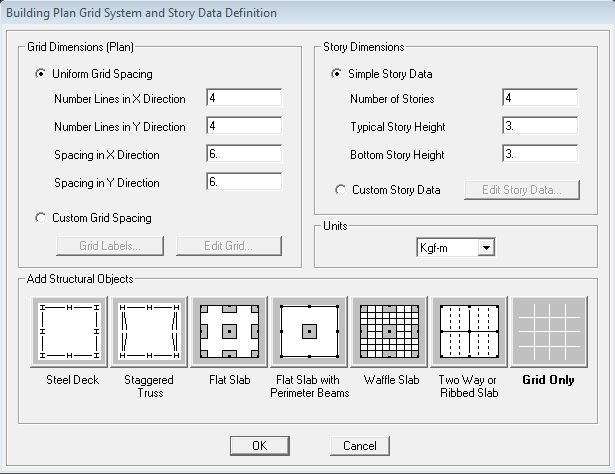 Building Plan Grid System and Story Data Definition
Grid Dimensions (Plan)
Uniform Grid Spacing
Number Lines in X Direction 4
Number Lines in Y Direction 4
Spacing in X Direction 6.
Spacing in Y Direction 6.
Custom Grid Spacing
Grid Labels... Edit Grid...
Story Dimensions
Simple Story Data
Number of Stories 4
Typical Story Height 3.
Bottom Story Height 3.
Custom Story Data Edit Story Data...
Units
Kgf-m
Add Structural Objects
Steel Deck
Staggered
Truss
Flat Slab
Flat Slab with
Perimeter Beams
Waffle Slab
Two Way or
Ribbed Slab
Grid Only
OK Cancel